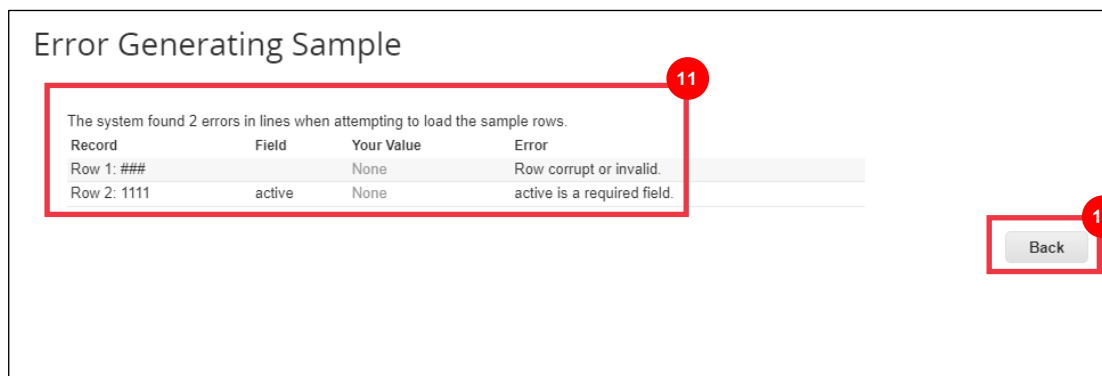 Error Generating Sample
11
The system found 2 errors in lines when attempting to load the sample rows.
Record Field Your Value Error
Row 1: ### None Row corrupt or invalid.
Row 2: 1111 active None active is a required field.
Back